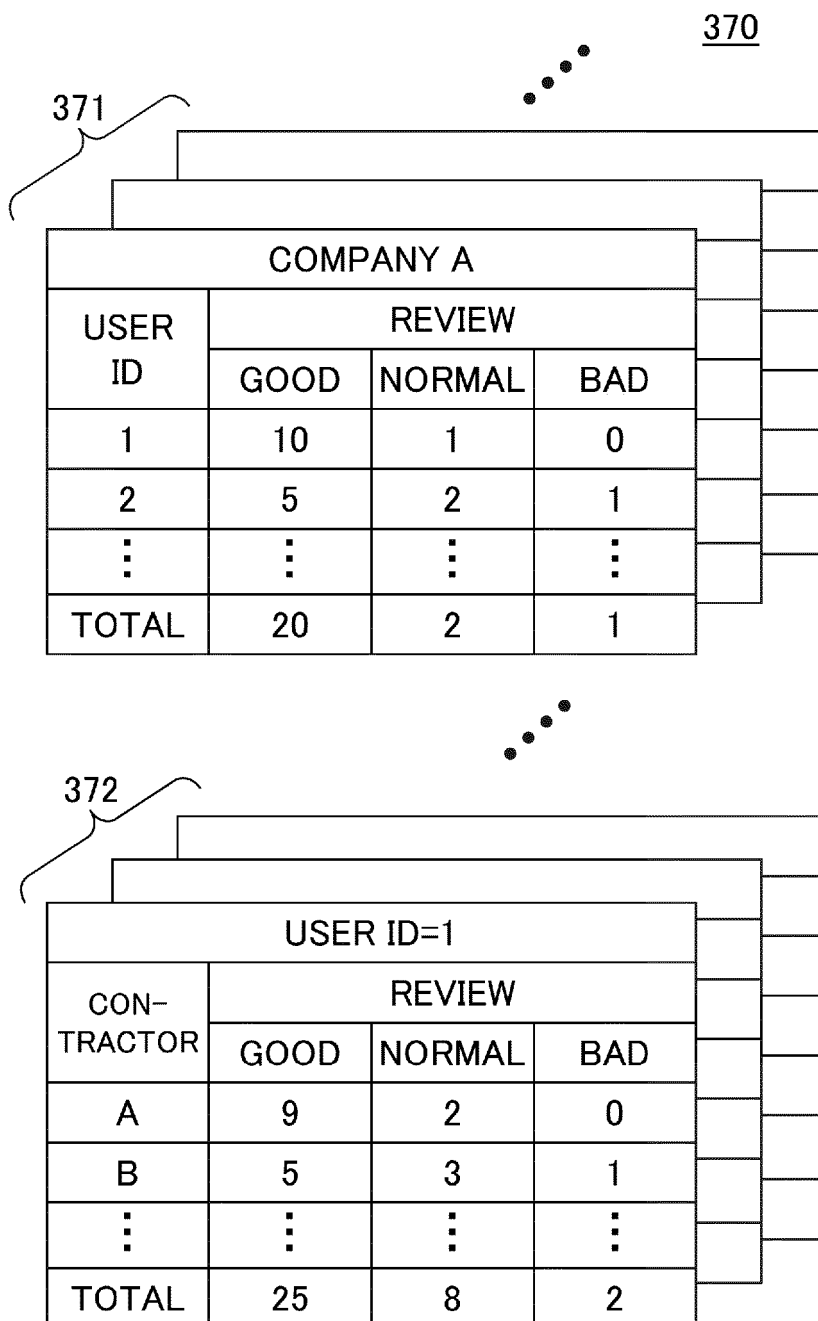 370
371
COMPANY A
USER ID
REVIEW
GOOD NORMAL BAD
1 10 1 0
2 5 2 1
⋮ ⋮ ⋮ ⋮
TOTAL 20 2 1
372
USER ID=1
CON-
TRACTOR
REVIEW
GOOD NORMAL BAD
A 9 2 0
B 5 3 1
⋮ ⋮ ⋮ ⋮
TOTAL 25 8 2